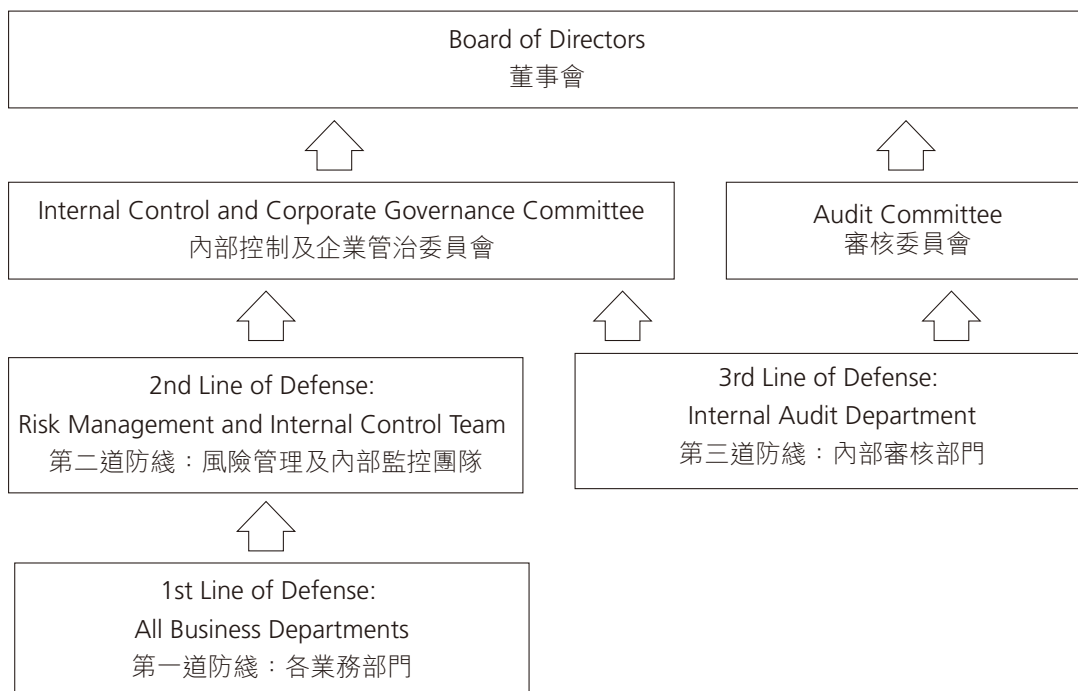 Board of Directors
董事會
Internal Control and Corporate Governance Committee
內部控制及企業管治委員會
Audit Committee
審核委員會
2nd Line of Defense:
Risk Management and Internal Control Team
第二道防綫：風險管理及內部監控團隊
3rd Line of Defense:
Internal Audit Department
第三道防綫：內部審核部門
1st Line of Defense:
All Business Departments
第一道防綫：各業務部門